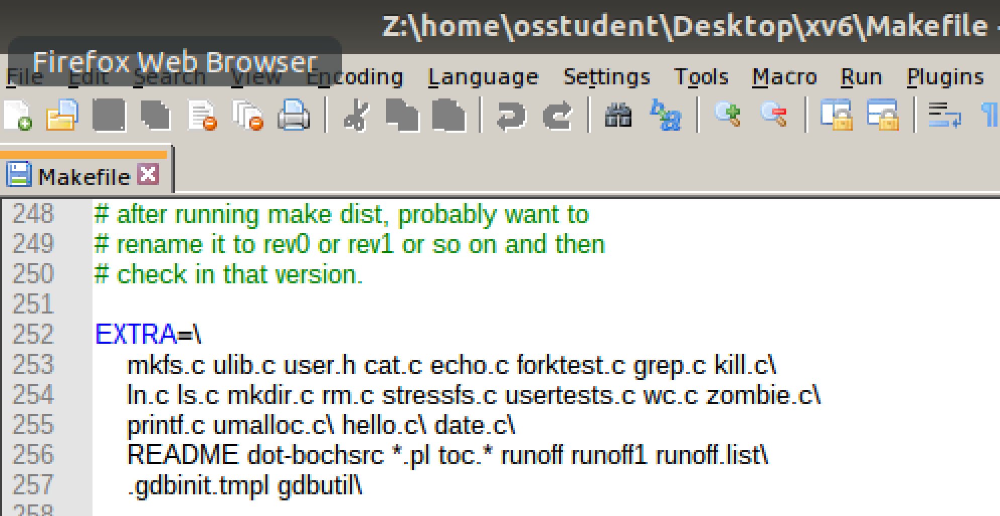 Z:\home\osstudent\Desktop\xv6\Makefile -
Firefox Web Browser
File Edit Search View Encoding Language Settings Tools Macro Run Plugins
Makefile
248 # after running make dist, probably want to
249 # rename it to rev0 or rev1 or so on and then
250 # check in that version.
251
252 EXTRA=\
253 mkfs.c ulib.c user.h cat.c echo.c forktest.c grep.c kill.c\
254 ln.c ls.c mkdir.c rm.c stressfs.c usertests.c wc.c zombie.c\
255 printf.c umalloc.c\ hello.c\ date.c\
256 README dot-bochsrc *.pl toc.* runoff runoff1 runoff.list\
257 .gdbinit.tmpl gdbutil\
258